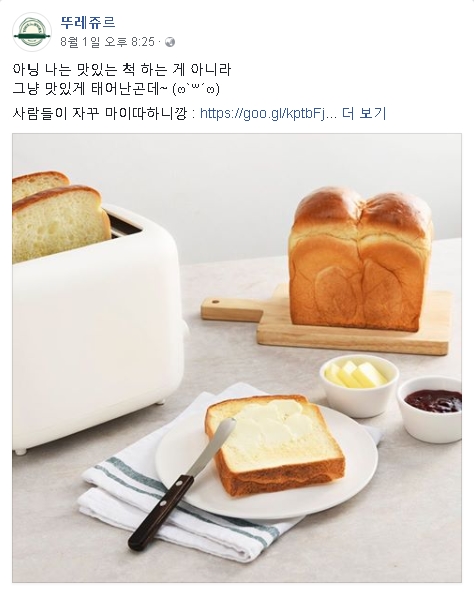 뚜레쥬르
8월 1일 오후 8:25 ·
아닝 나는 맛있는 척 하는 게 아니라
그냥 맛있게 태어난곤데~ (ฅ`꒳´ฅ)
사람들이 자꾸 마이따하니깡 : https://goo.gl/kptbFj... 더 보기